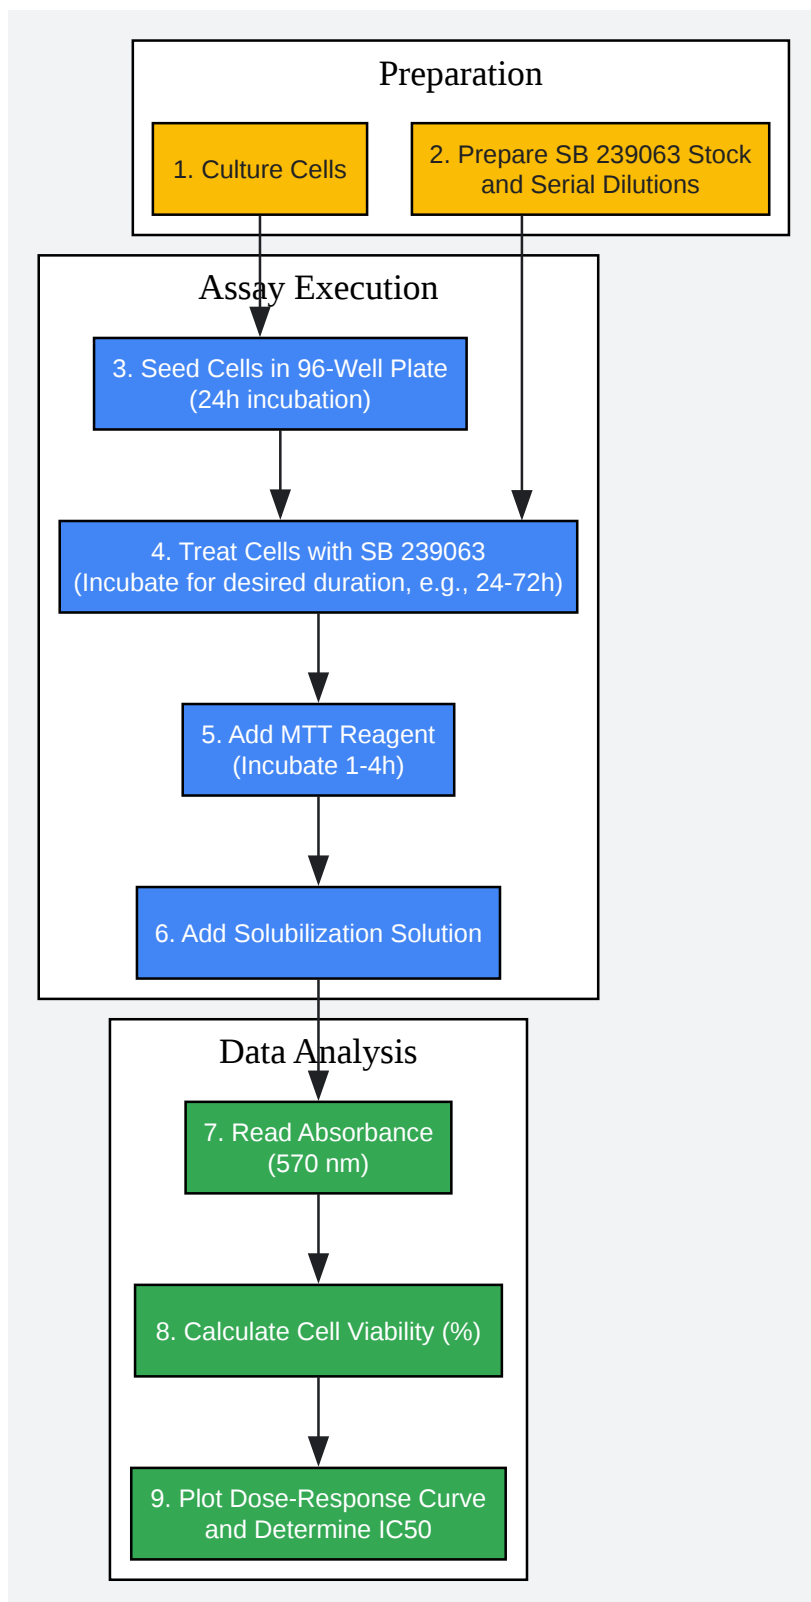 Preparation
1. Culture Cells
2. Prepare SB 239063 Stock
and Serial Dilutions
Assay Execution
3. Seed Cells in 96-Well Plate
(24h incubation)
4. Treat Cells with SB 239063
(Incubate for desired duration, e.g., 24-72h)
5. Add MTT Reagent
(Incubate 1-4h)
6. Add Solubilization Solution
Data Analysis
7. Read Absorbance
(570 nm)
8. Calculate Cell Viability (%)
9. Plot Dose-Response Curve
and Determine IC50